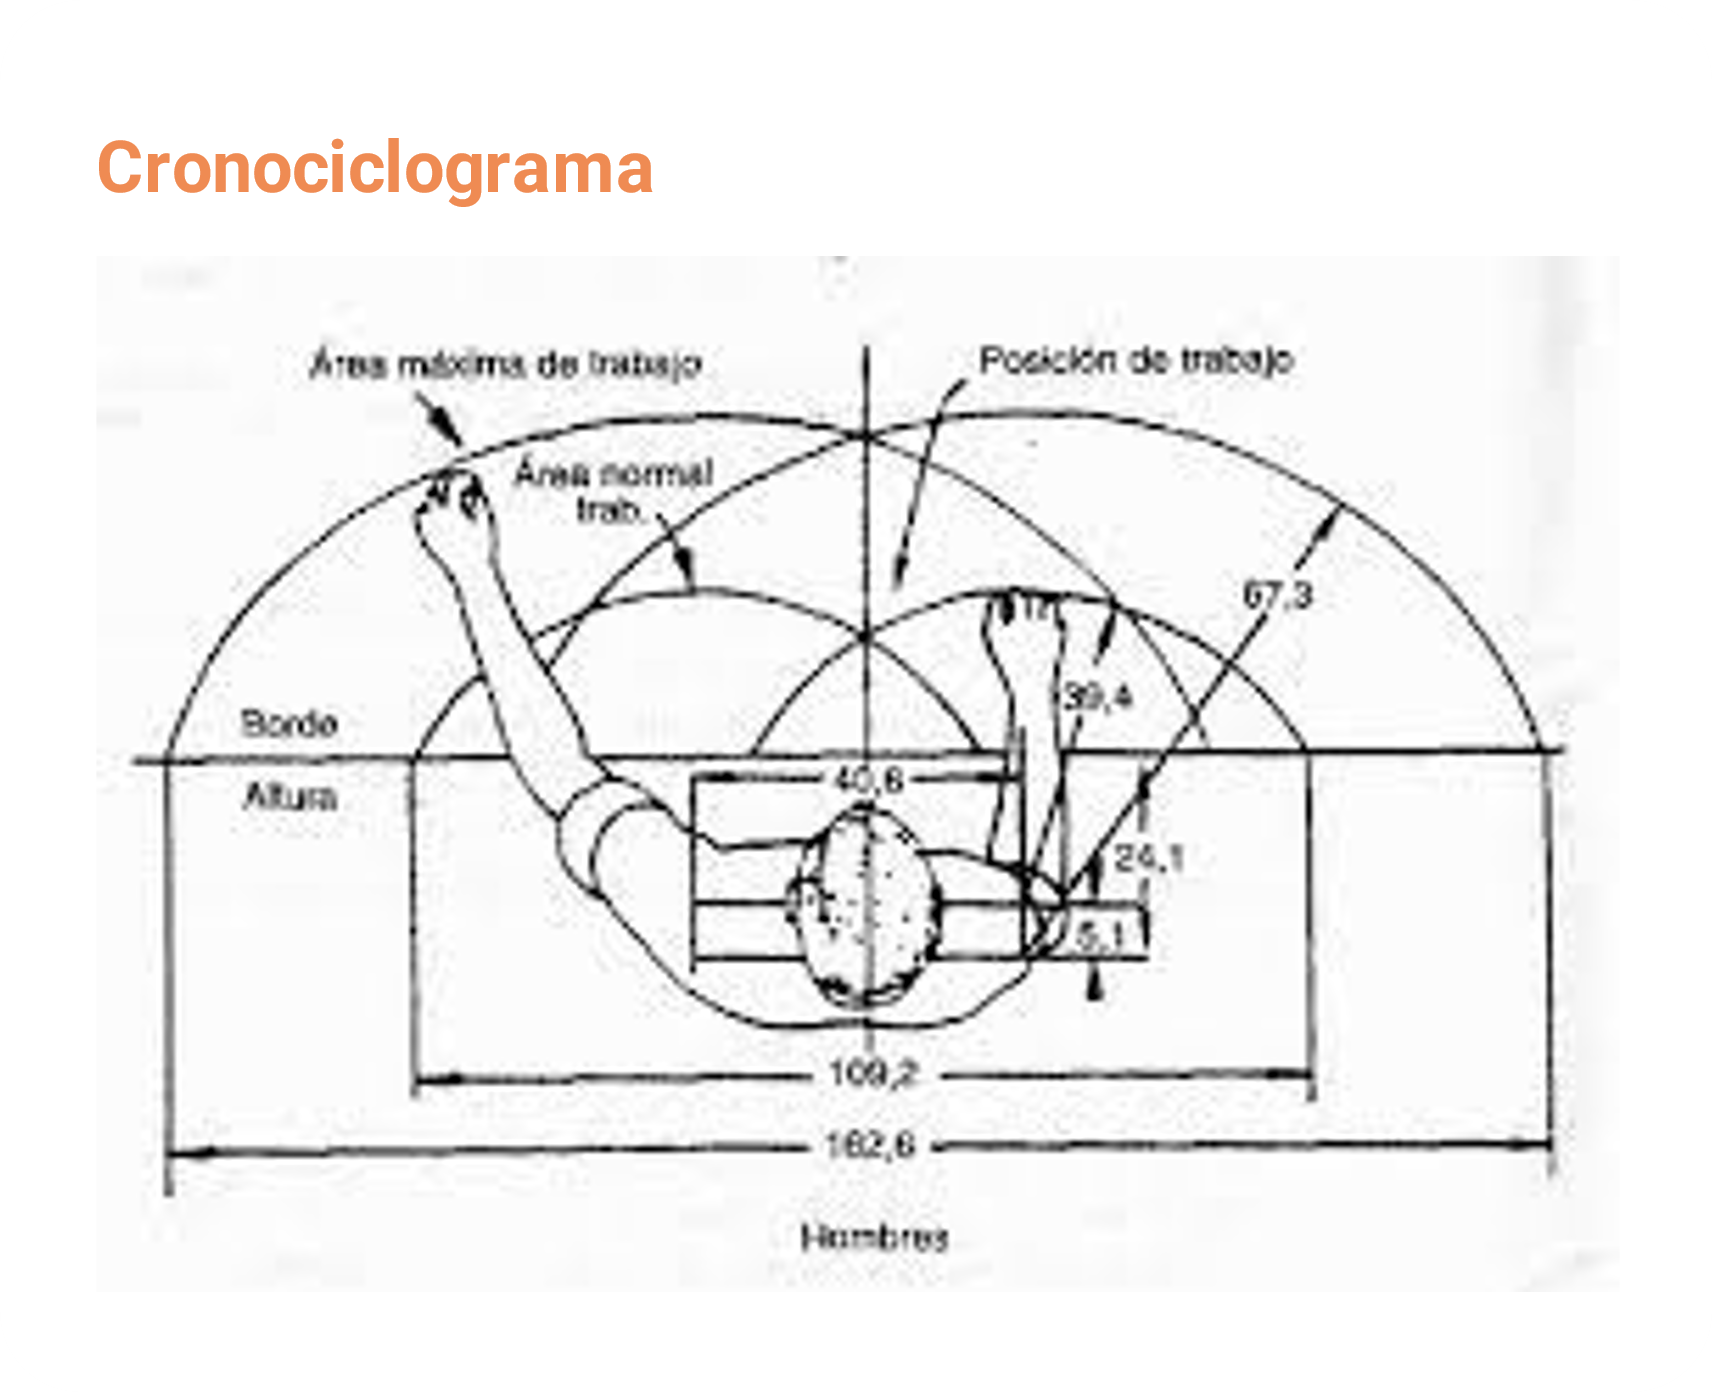 Cronociclograma
Área máxima de trabajo
Posición de trabajo
Área normal
trab.
67,3
39,4
Borde
Altura
40,6
24,1
5,1
109,2
162,6
Hombres